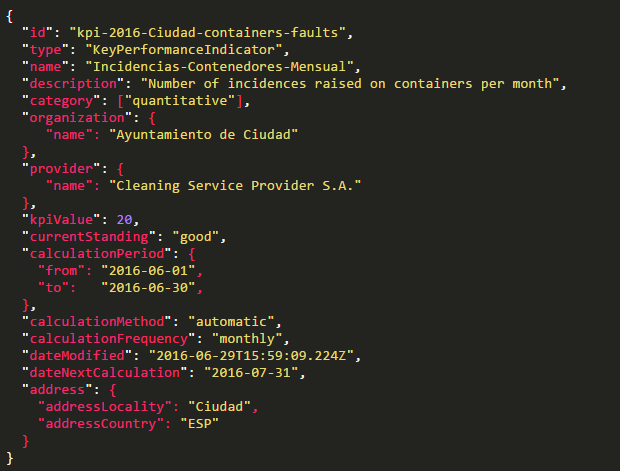 {
  "id": "kpi-2016-Ciudad-containers-faults",
  "type": "KeyPerformanceIndicator",
  "name": "Incidencias-Contenedores-Mensual",
  "description": "Number of incidences raised on containers per month",
  "category": ["quantitative"],
  "organization": {
     "name": "Ayuntamiento de Ciudad"
  },
  "provider": {
     "name": "Cleaning Service Provider S.A."
  },
  "kpiValue": 20,
  "currentStanding": "good",
  "calculationPeriod": {
    "from": "2016-06-01",
    "to":   "2016-06-30",
  },
  "calculationMethod": "automatic",
  "calculationFrequency": "monthly",
  "dateModified": "2016-06-29T15:59:09.224Z",
  "dateNextCalculation": "2016-07-31",
  "address": {
    "addressLocality": "Ciudad",
    "addressCountry": "ESP"
  }
}